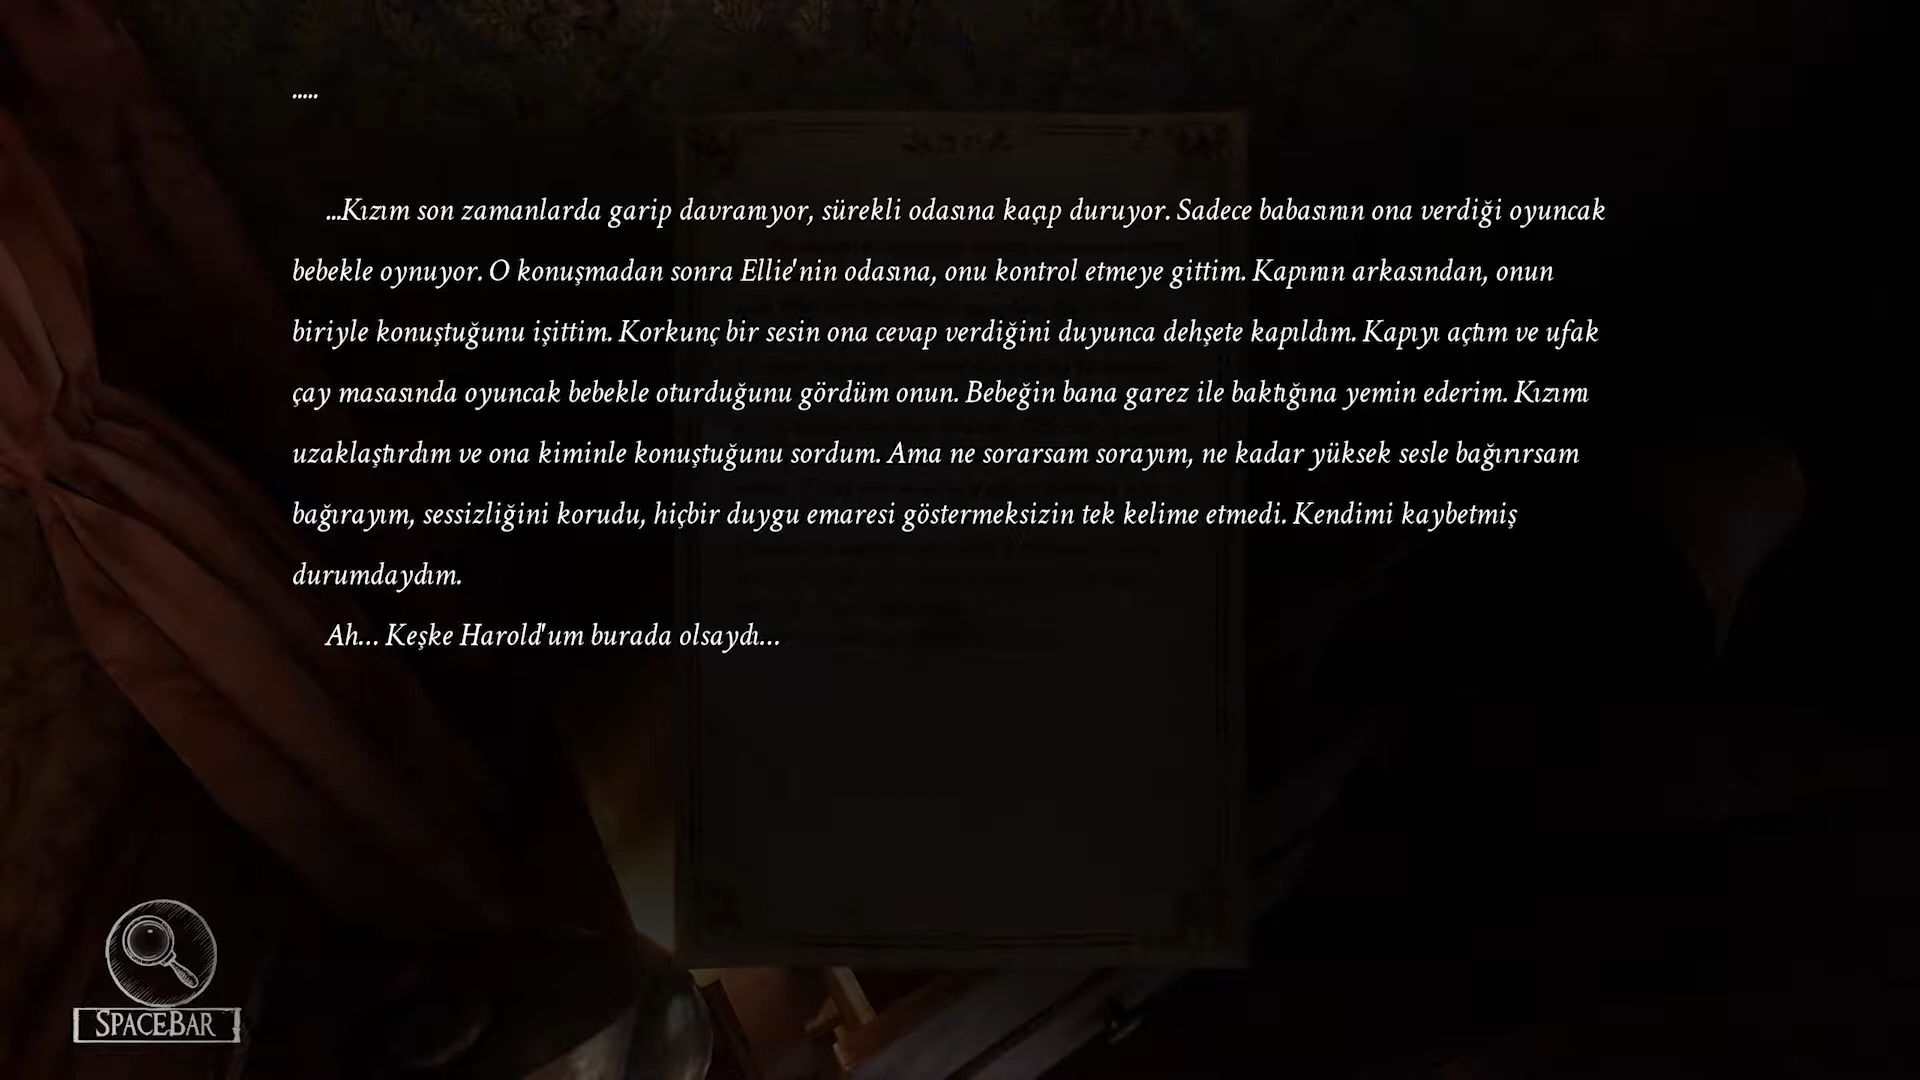 .....
...Kızım son zamanlarda garip davranıyor, sürekli odasına kaçıp duruyor. Sadece babasının ona verdiği oyuncak
bebekle oynuyor. O konuşmadan sonra Ellie'nin odasına, onu kontrol etmeye gittim. Kapının arkasından, onun
biriyle konuştuğunu işittim. Korkunç bir sesin ona cevap verdiğini duyunca dehşete kapıldım. Kapıyı açtım ve ufak
çay masasında oyuncak bebekle oturduğunu gördüm onun. Bebeğin bana garez ile baktığına yemin ederim. Kızımı
uzaklaştırdım ve ona kiminle konuştuğunu sordum. Ama ne sorarsam sorayım, ne kadar yüksek sesle bağırırsam
bağırayım, sessizliğini korudu, hiçbir duygu emaresi göstermeksizin tek kelime etmedi. Kendimi kaybetmiş
durumdaydım.
Ah... Keşke Harold'um burada olsaydı...
SPACEBAR